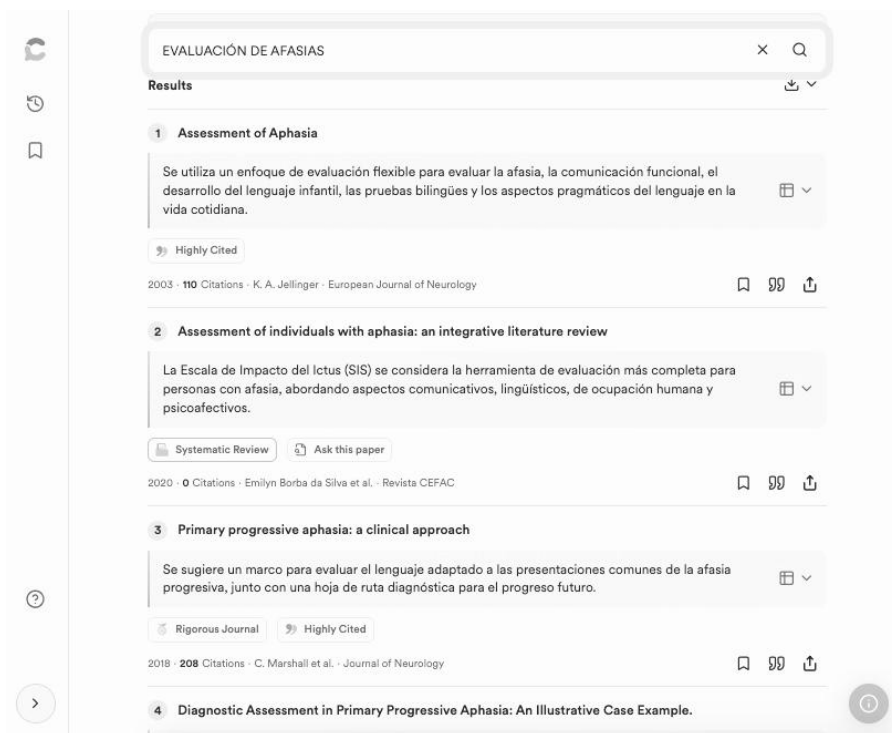 EVALUACIÓN DE AFASIAS
Results
1 Assessment of Aphasia
Se utiliza un enfoque de evaluación flexible para evaluar la afasia, la comunicación funcional, el
desarrollo del lenguaje infantil, las pruebas bilingües y los aspectos pragmáticos del lenguaje en la
vida cotidiana.
Highly Cited
2003 · 110 Citations · K. A. Jellinger · European Journal of Neurology
2 Assessment of individuals with aphasia: an integrative literature review
La Escala de Impacto del Ictus (SIS) se considera la herramienta de evaluación más completa para
personas con afasia, abordando aspectos comunicativos, lingüísticos, de ocupación humana y
psicoafectivos.
Systematic Review Ask this paper
2020 · 0 Citations · Emilyn Borba da Silva et al. · Revista CEFAC
3 Primary progressive aphasia: a clinical approach
Se sugiere un marco para evaluar el lenguaje adaptado a las presentaciones comunes de la afasia
progresiva, junto con una hoja de ruta diagnóstica para el progreso futuro.
Rigorous Journal Highly Cited
2018 · 208 Citations · C. Marshall et al. · Journal of Neurology
4 Diagnostic Assessment in Primary Progressive Aphasia: An Illustrative Case Example.